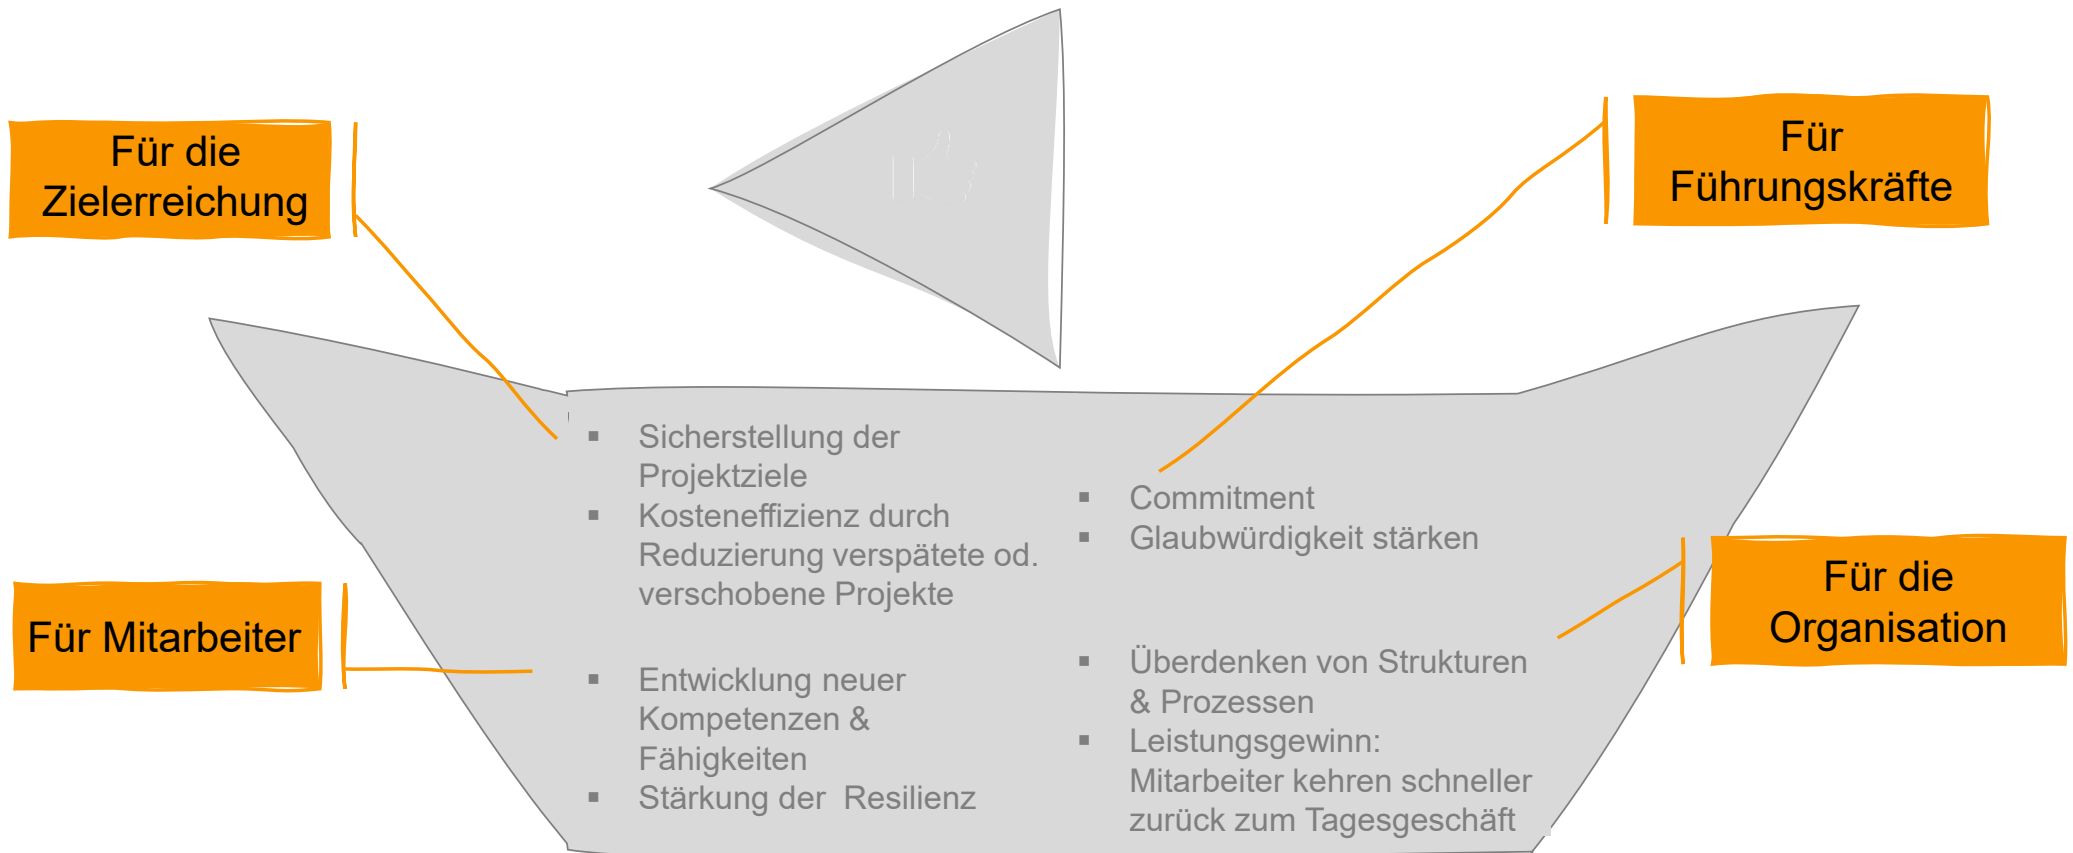 Für die
Zielerreichung
Für
Führungskräfte
▪ Sicherstellung der
Projektziele
▪ Kosteneffizienz durch
Reduzierung verspätete od.
verschobene Projekte
▪ Commitment
▪ Glaubwürdigkeit stärken
Für Mitarbeiter
Für die
Organisation
▪ Entwicklung neuer
Kompetenzen &
Fähigkeiten
▪ Stärkung der  Resilienz
▪ Überdenken von Strukturen
& Prozessen
▪ Leistungsgewinn:
Mitarbeiter kehren schneller
zurück zum Tagesgeschäft